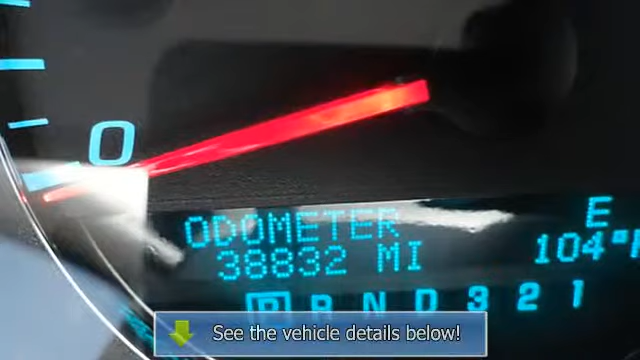 0
ODOMETER E
38832 MI 104°F
P R N D 3 2 1
See the vehicle details below!